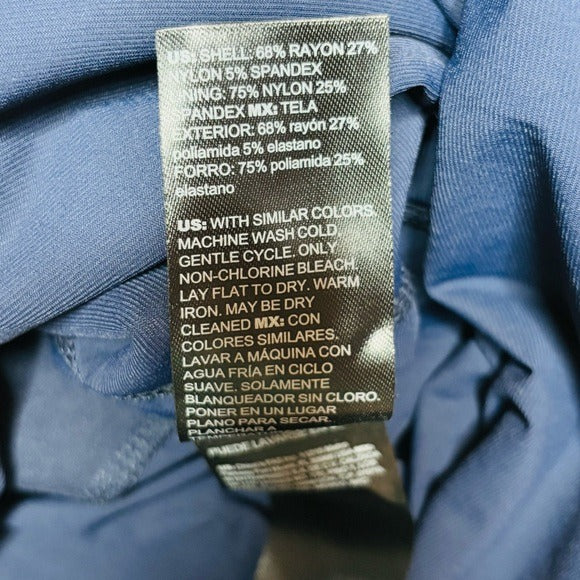 US: SHELL: 68% RAYON 27%
NYLON 5% SPANDEX
LINING: 75% NYLON 25%
SPANDEX MX: TELA
EXTERIOR: 68% rayón 27%
poliamida 5% elastano
FORRO: 75% poliamida 25%
elastano
US: WITH SIMILAR COLORS
MACHINE WASH COLD
GENTLE CYCLE. ONLY
NON-CHLORINE BLEACH
LAY FLAT TO DRY. WARM
IRON. MAY BE DRY
CLEANED MX: CON
COLORES SIMILARES.
LAVAR A MÁQUINA CON
AGUA FRÍA EN CICLO
SUAVE. SOLAMENTE
BLANQUEADOR SIN CLORO.
PONER EN UN LUGAR
PLANO PARA SECAR.
PLANCHAR A
PUEDE